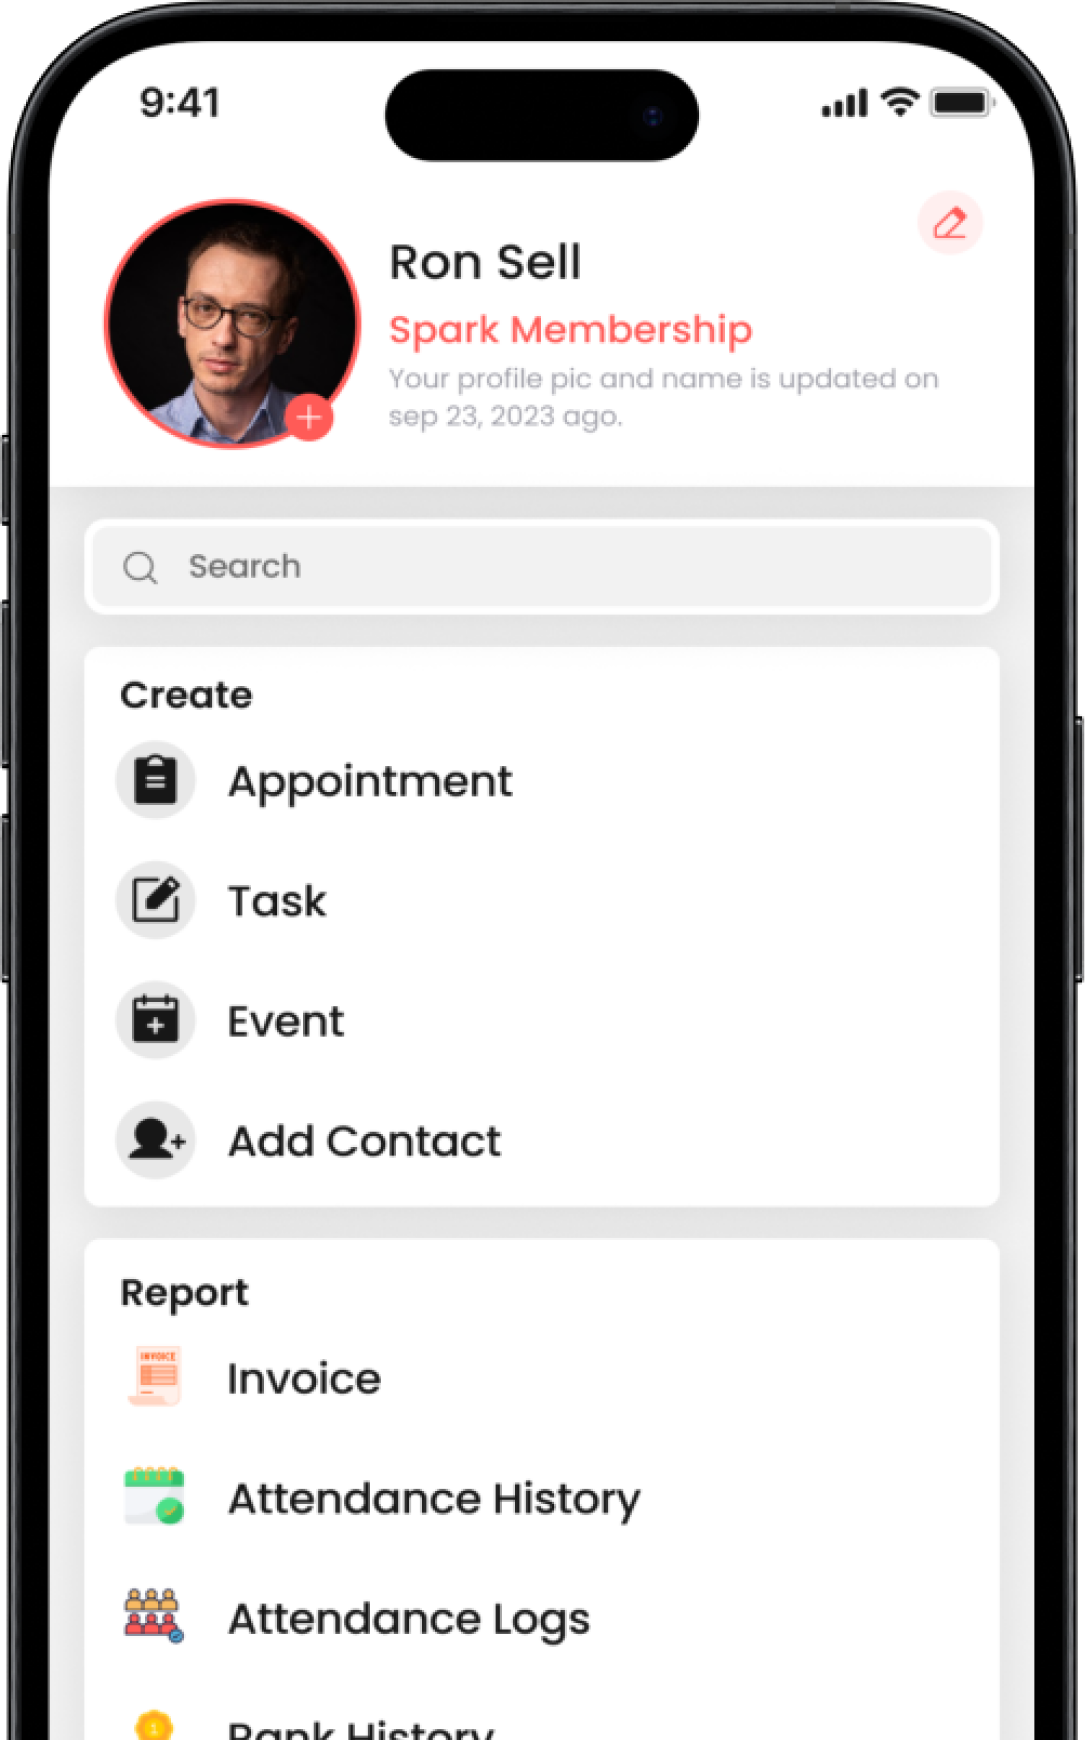 9:41
Ron Sell
Spark Membership
Your profile pic and name is updated on
sep 23, 2023 ago.
Search
Create
Appointment
Task
Event
Add Contact
Report
INVOICE
Invoice
Attendance History
Attendance Logs
Rank History